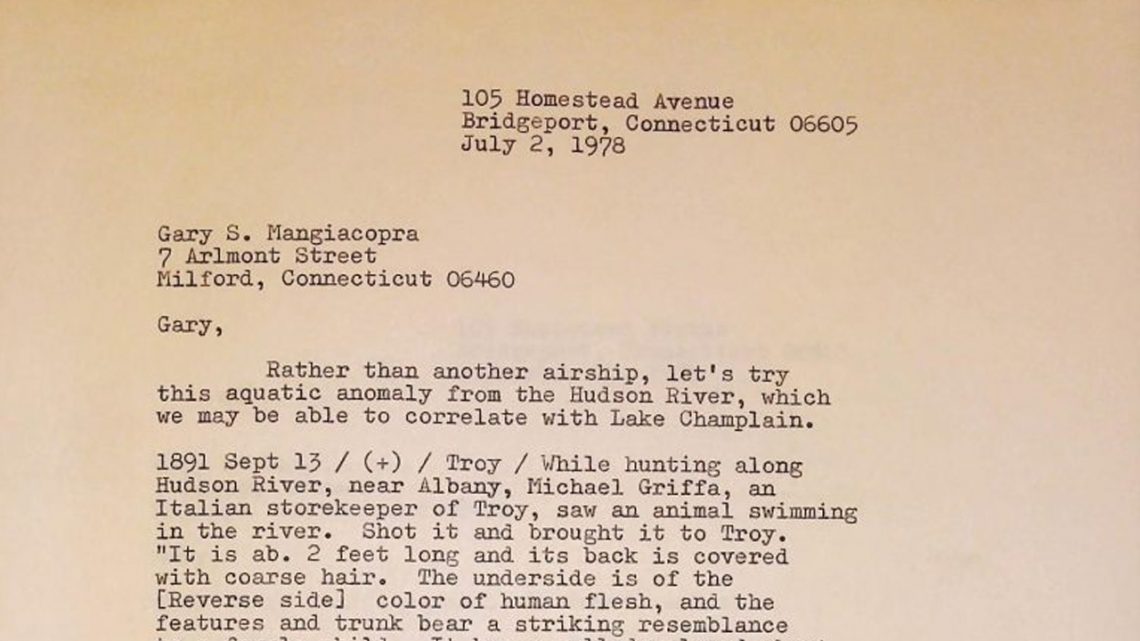 105 Homestead Avenue
Bridgeport, Connecticut 06605
July 2, 1978
Gary S. Mangiacopra
7 Arlmont Street
Milford, Connecticut 06460
Gary,
Rather than another airship, let's try
this aquatic anomaly from the Hudson River, which
we may be able to correlate with Lake Champlain.
1891 Sept 13 / (+) / Troy / While hunting along
Hudson River, near Albany, Michael Griffa, an
Italian storekeeper of Troy, saw an animal swimming
in the river.  Shot it and brought it to Troy.
"It is ab. 2 feet long and its back is covered
with coarse hair.  The underside is of the
[Reverse side]  color of human flesh, and the
features and trunk bear a striking resemblance